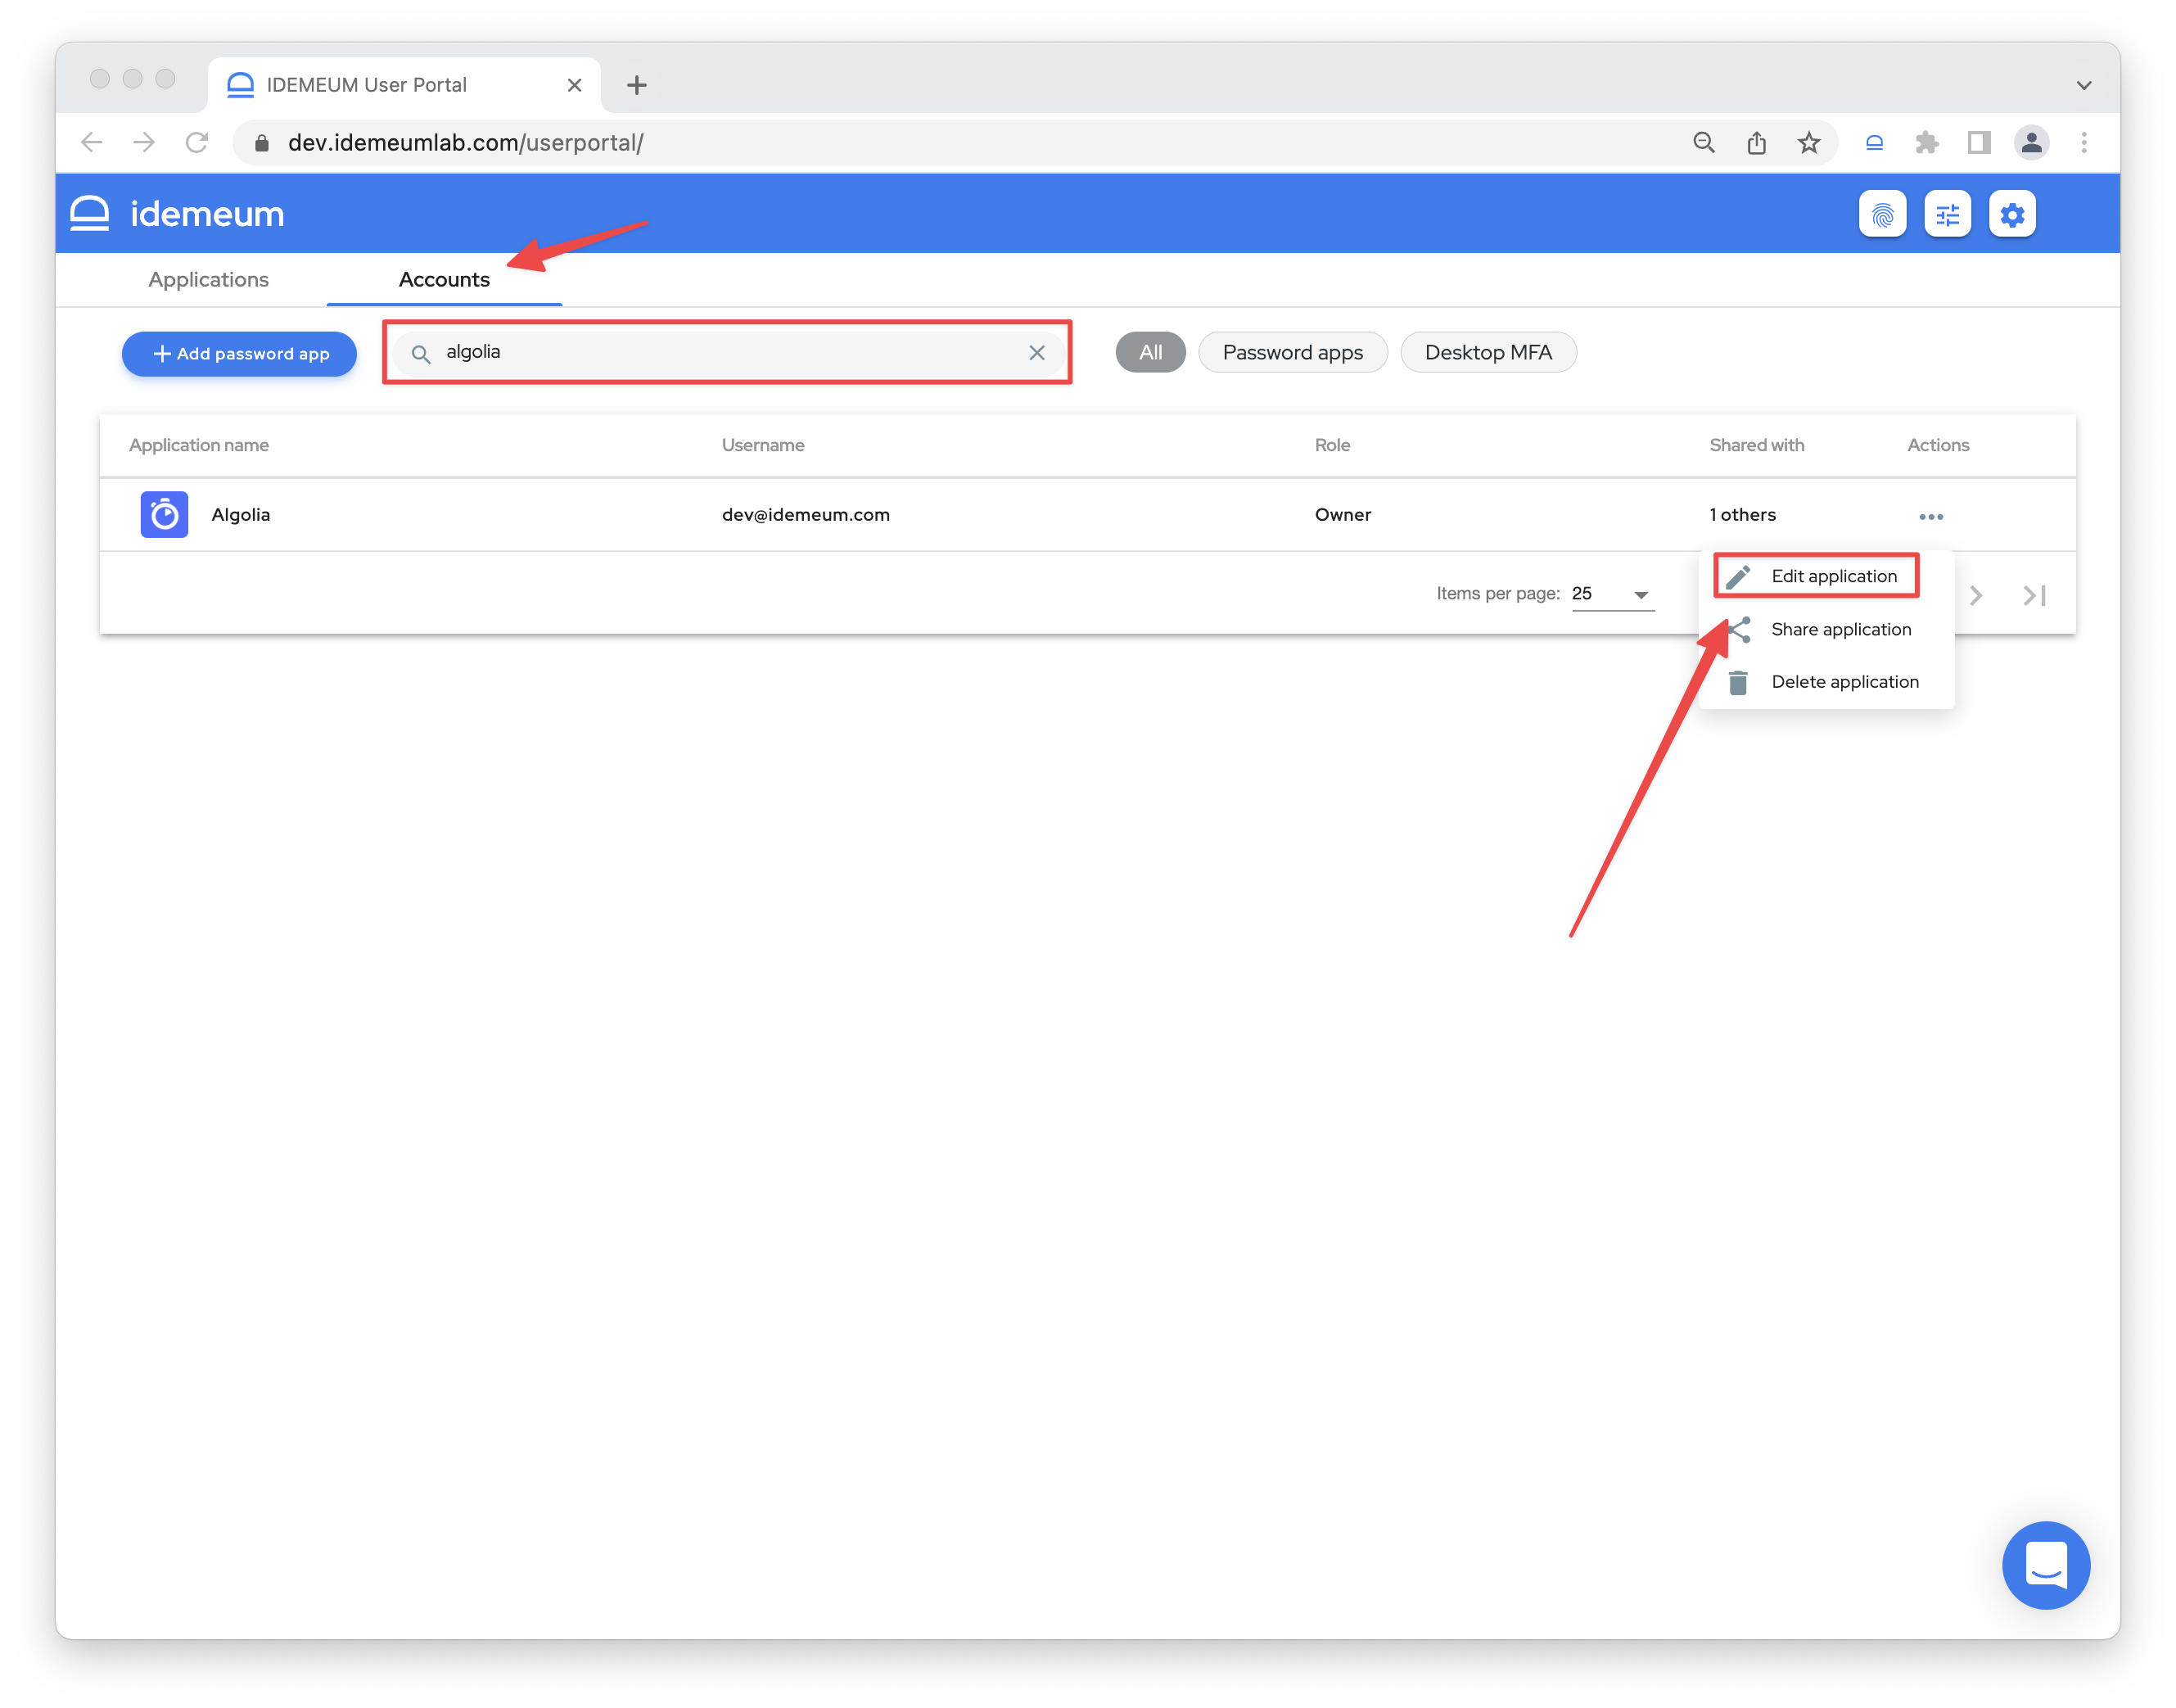 IDEMEUM User Portal
dev.idemeumlab.com/userportal/
idemeum
Applications Accounts
Add password app algolia All Password apps Desktop MFA
Application name Username Role Shared with Actions
Algolia dev@idemeum.com Owner 1 others
Edit application
Items per page: 25
Share application
Delete application